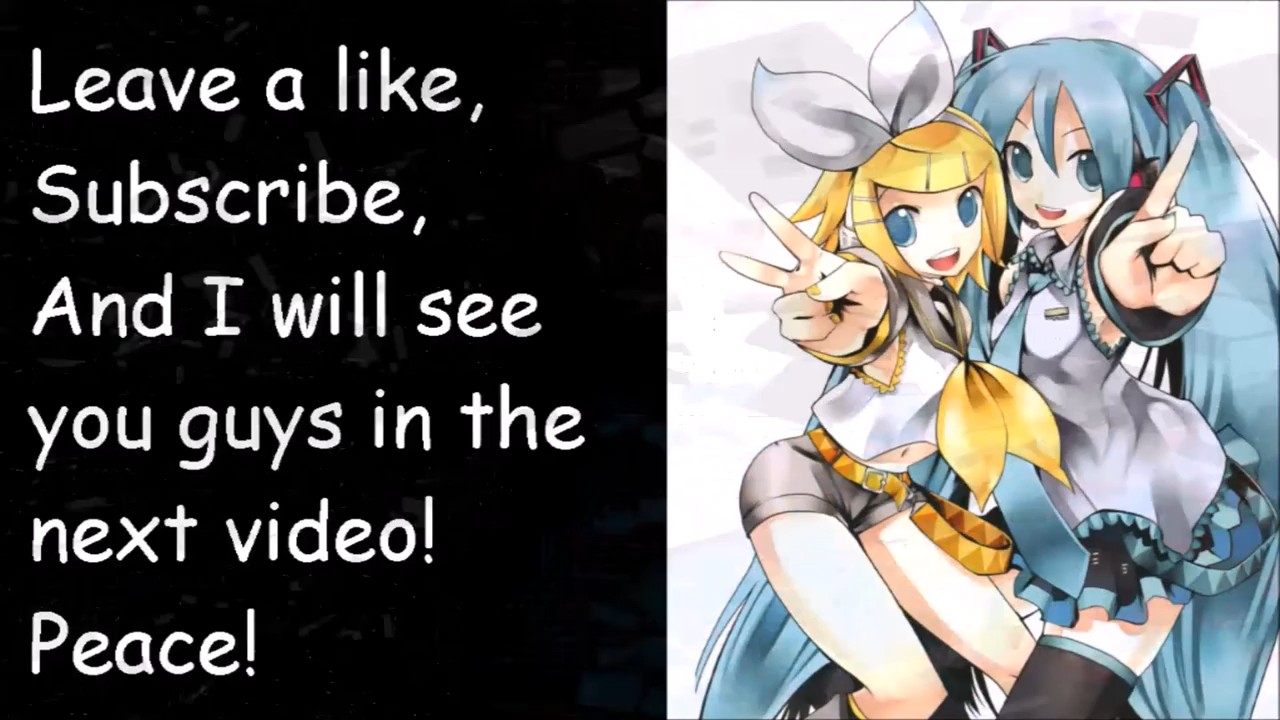 Leave a like,
Subscribe,
And I will see
you guys in the
next video!
Peace!